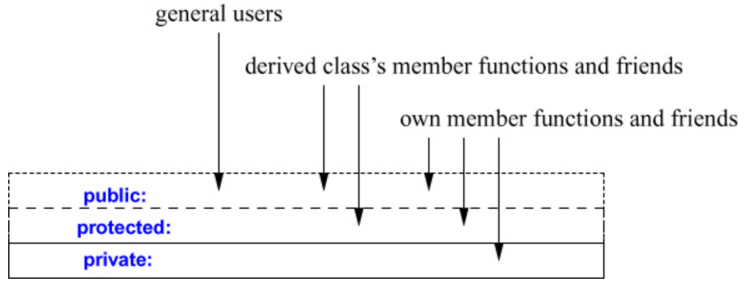 general users
derived class's member functions and friends
own member functions and friends
public:
protected:
private: